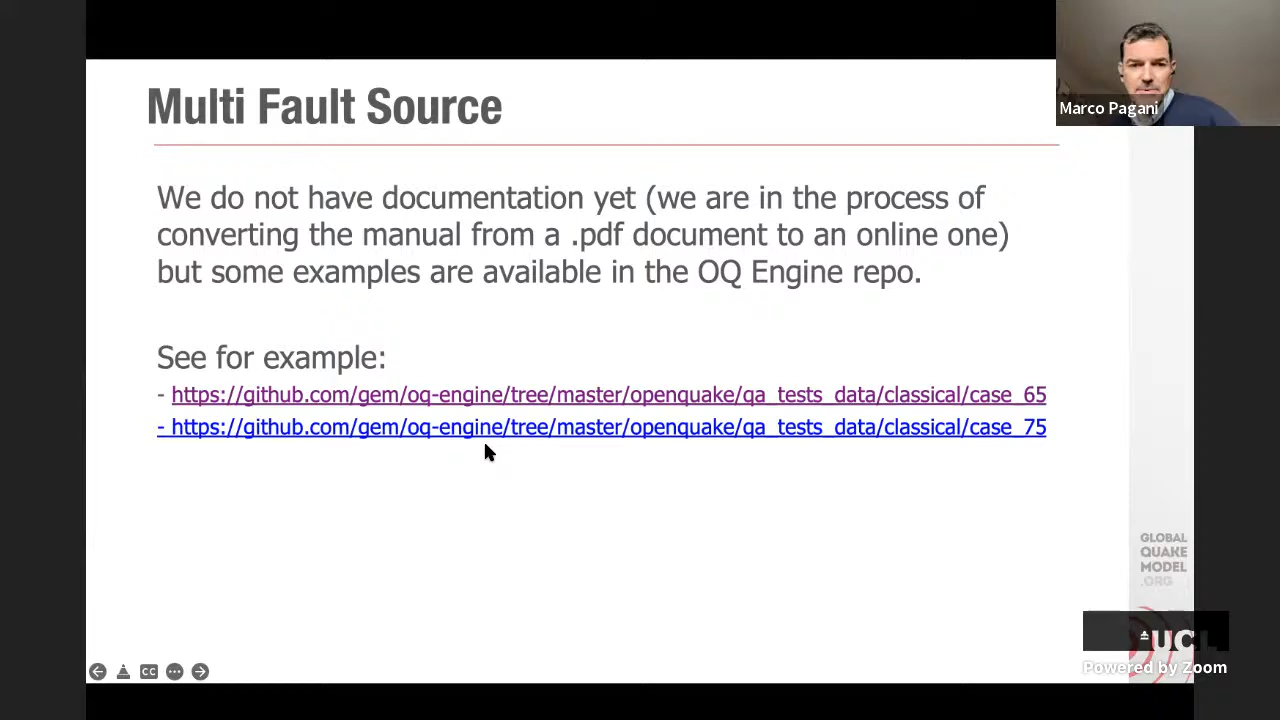 Multi Fault Source
We do not have documentation yet (we are in the process of
converting the manual from a .pdf document to an online one)
but some examples are available in the OQ Engine repo.
See for example:
- https://github.com/gem/oq-engine/tree/master/openquake/qa_tests_data/classical/case_65
- https://github.com/gem/oq-engine/tree/master/openquake/qa_tests_data/classical/case_75
Marco Pagani
GLOBAL
QUAKE
MODEL
.ORG
UCL
Powered by Zoom
CC